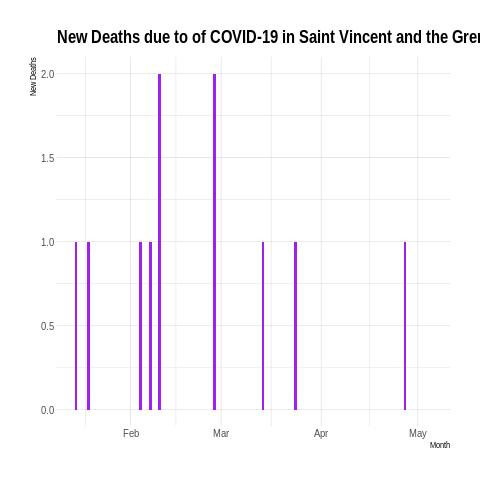 New Deaths due to of COVID-19 in Saint Vincent and the Gren
New Deaths
2.0
1.5
1.0
0.5
0.0
Feb Mar Apr May
Month